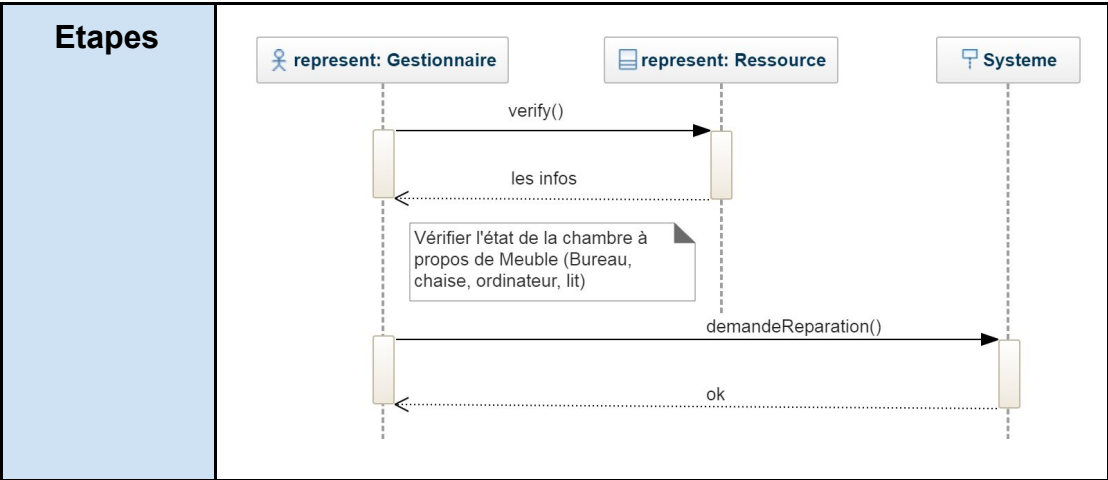 Etapes
represent: Gestionnaire
represent: Ressource
Systeme
verify()
les infos
Vérifier l'état de la chambre à
propos de Meuble (Bureau,
chaise, ordinateur, lit)
demandeReparation()
ok